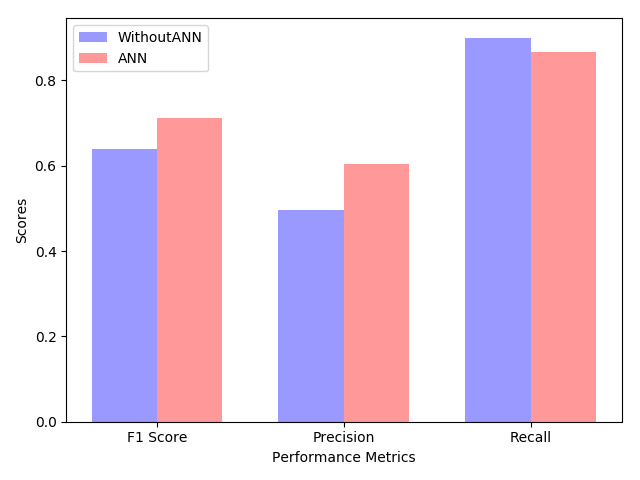 WithoutANN
ANN
Scores
0.8
0.6
0.4
0.2
0.0
F1 Score
Precision
Recall
Performance Metrics